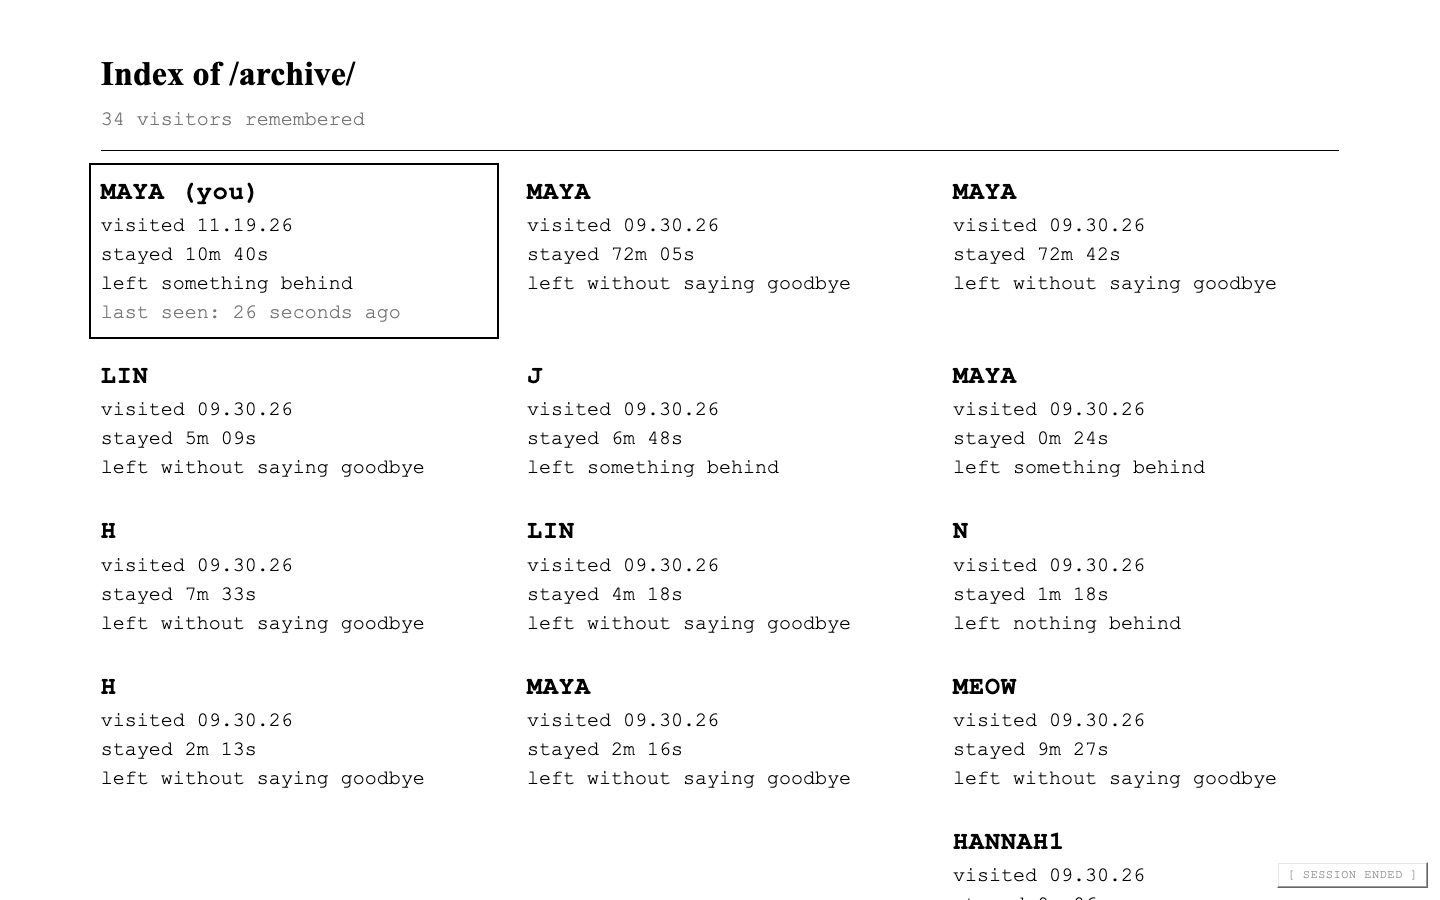 Index of /archive/
34 visitors remembered
MAYA (you)
visited 11.19.26
stayed 10m 40s
left something behind
last seen: 26 seconds ago
MAYA
visited 09.30.26
stayed 72m 05s
left without saying goodbye
MAYA
visited 09.30.26
stayed 72m 42s
left without saying goodbye
LIN
visited 09.30.26
stayed 5m 09s
left without saying goodbye
J
visited 09.30.26
stayed 6m 48s
left something behind
MAYA
visited 09.30.26
stayed 0m 24s
left something behind
H
visited 09.30.26
stayed 7m 33s
left without saying goodbye
LIN
visited 09.30.26
stayed 4m 18s
left without saying goodbye
N
visited 09.30.26
stayed 1m 18s
left nothing behind
H
visited 09.30.26
stayed 2m 13s
left without saying goodbye
MAYA
visited 09.30.26
stayed 2m 16s
left without saying goodbye
MEOW
visited 09.30.26
stayed 9m 27s
left without saying goodbye
HANNAH1
visited 09.30.26
[ SESSION ENDED ]